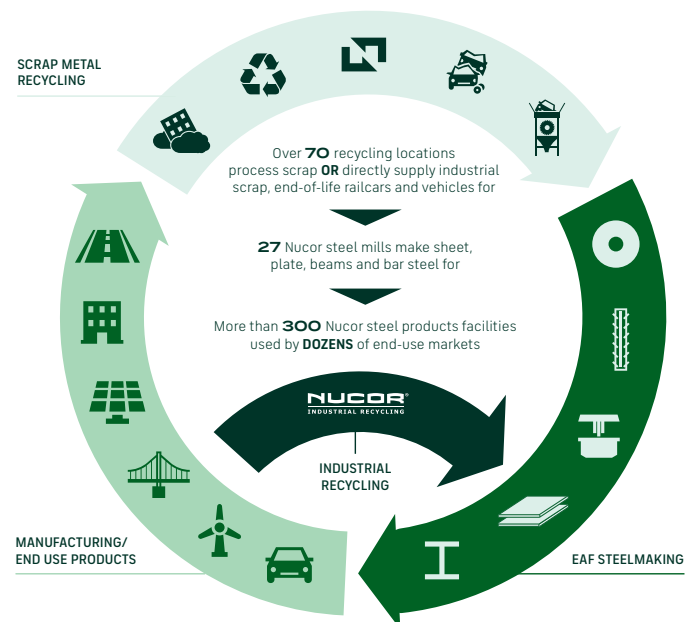 SCRAP METAL
RECYCLING
Over 70 recycling locations
process scrap OR directly supply industrial
scrap, end-of-life railcars and vehicles for
27 Nucor steel mills make sheet,
plate, beams and bar steel for
More than 300 Nucor steel products facilities
used by DOZENS of end-use markets
NUCOR®
INDUSTRIAL RECYCLING
INDUSTRIAL
RECYCLING
MANUFACTURING/
END USE PRODUCTS
EAF STEELMAKING